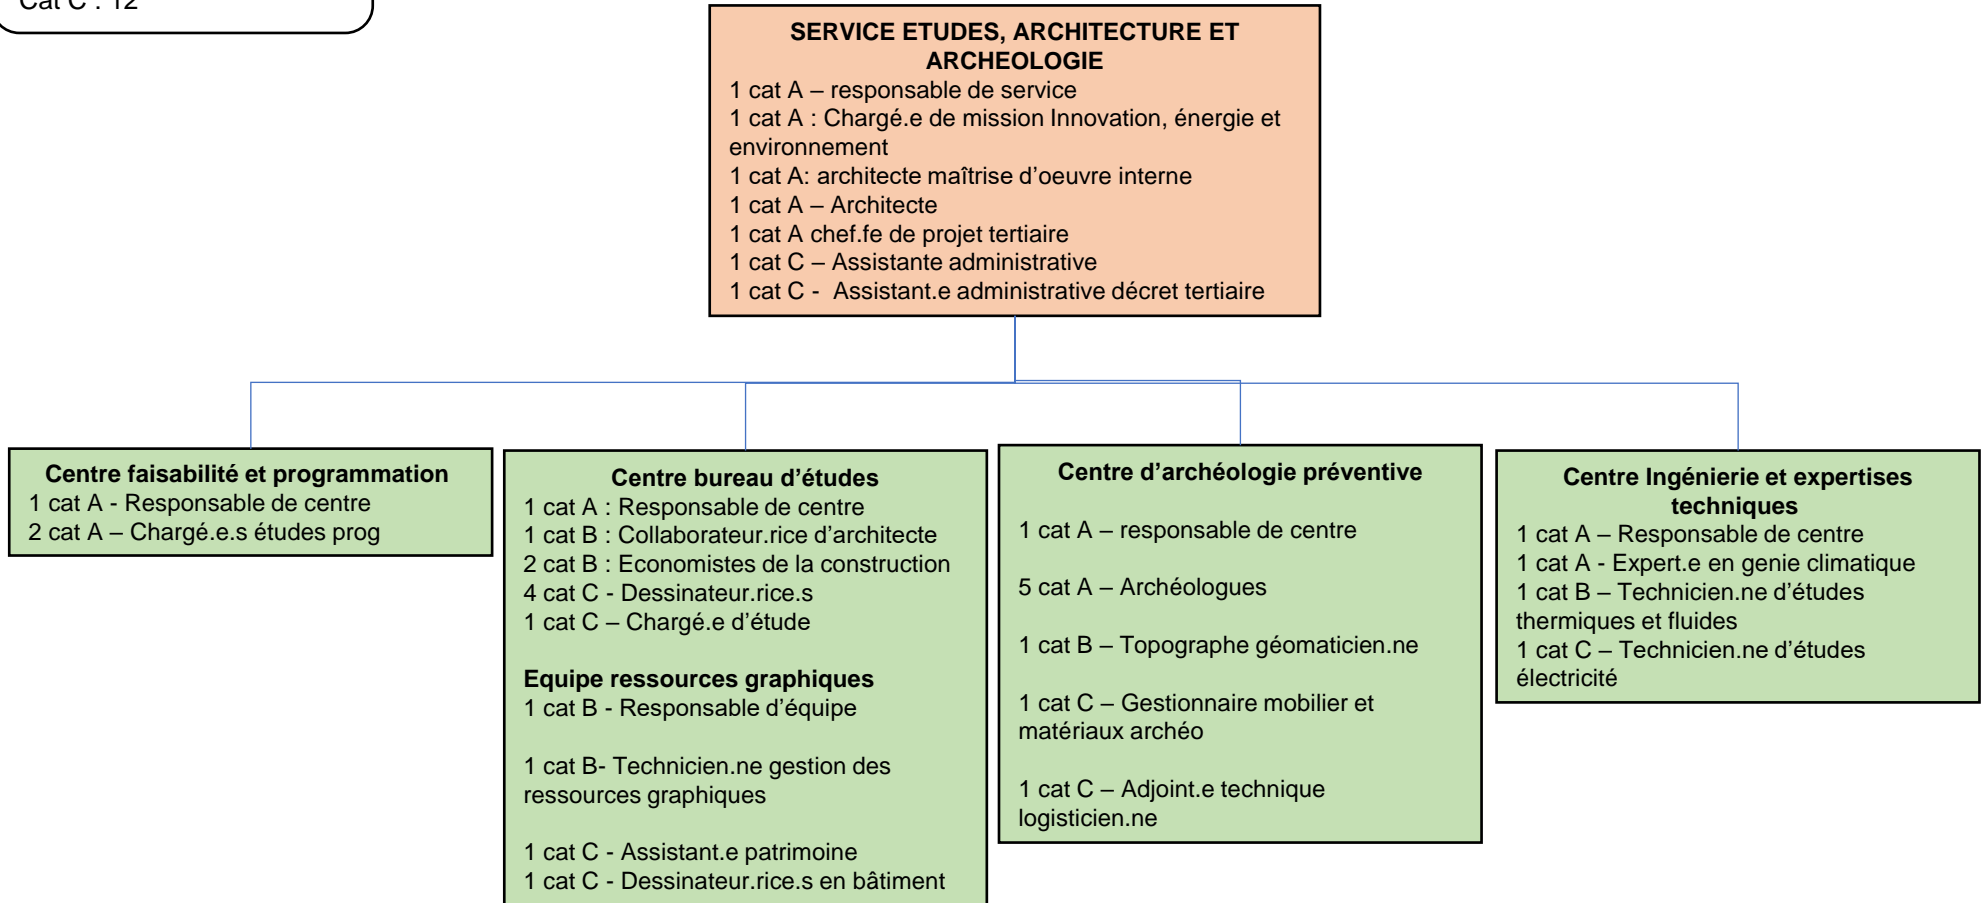 Cat C : 12
SERVICE ETUDES, ARCHITECTURE ET
ARCHEOLOGIE
1 cat A – responsable de service
1 cat A : Chargé.e de mission Innovation, énergie et
environnement
1 cat A: architecte maîtrise d’oeuvre interne
1 cat A – Architecte
1 cat A chef.fe de projet tertiaire
1 cat C – Assistante administrative
1 cat C - Assistant.e administrative décret tertiaire
Centre faisabilité et programmation
1 cat A - Responsable de centre
2 cat A – Chargé.e.s études prog
Centre bureau d’études
1 cat A : Responsable de centre
1 cat B : Collaborateur.rice d’architecte
2 cat B : Economistes de la construction
4 cat C - Dessinateur.rice.s
1 cat C – Chargé.e d’étude
Equipe ressources graphiques
1 cat B - Responsable d’équipe
1 cat B- Technicien.ne gestion des
ressources graphiques
1 cat C - Assistant.e patrimoine
1 cat C - Dessinateur.rice.s en bâtiment
Centre d’archéologie préventive
1 cat A – responsable de centre
5 cat A – Archéologues
1 cat B – Topographe géomaticien.ne
1 cat C – Gestionnaire mobilier et
matériaux archéo
1 cat C – Adjoint.e technique
logisticien.ne
Centre Ingénierie et expertises
techniques
1 cat A – Responsable de centre
1 cat A - Expert.e en genie climatique
1 cat B – Technicien.ne d’études
thermiques et fluides
1 cat C – Technicien.ne d’études
électricité